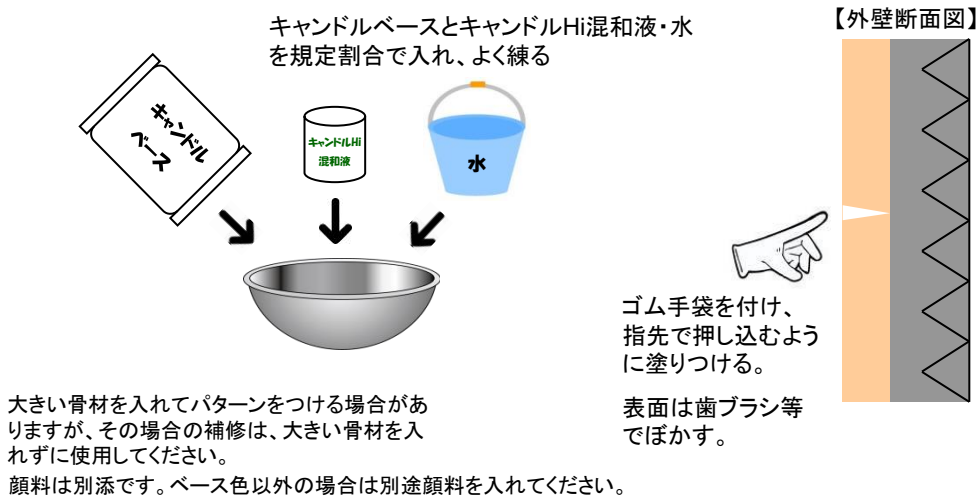 キャンドルベースとキャンドルHi混和液・水
を規定割合で入れ、よく練る
【外壁断面図】
キャンドル
ベース
キャンドルHi
混和液
水
ゴム手袋を付け、
指先で押し込むよう
に塗りつける。
表面は歯ブラシ等
でぼかす。
大きい骨材を入れてパターンをつける場合があ
りますが、その場合の補修は、大きい骨材を入
れずに使用してください。
顔料は別添です。ベース色以外の場合は別途顔料を入れてください。